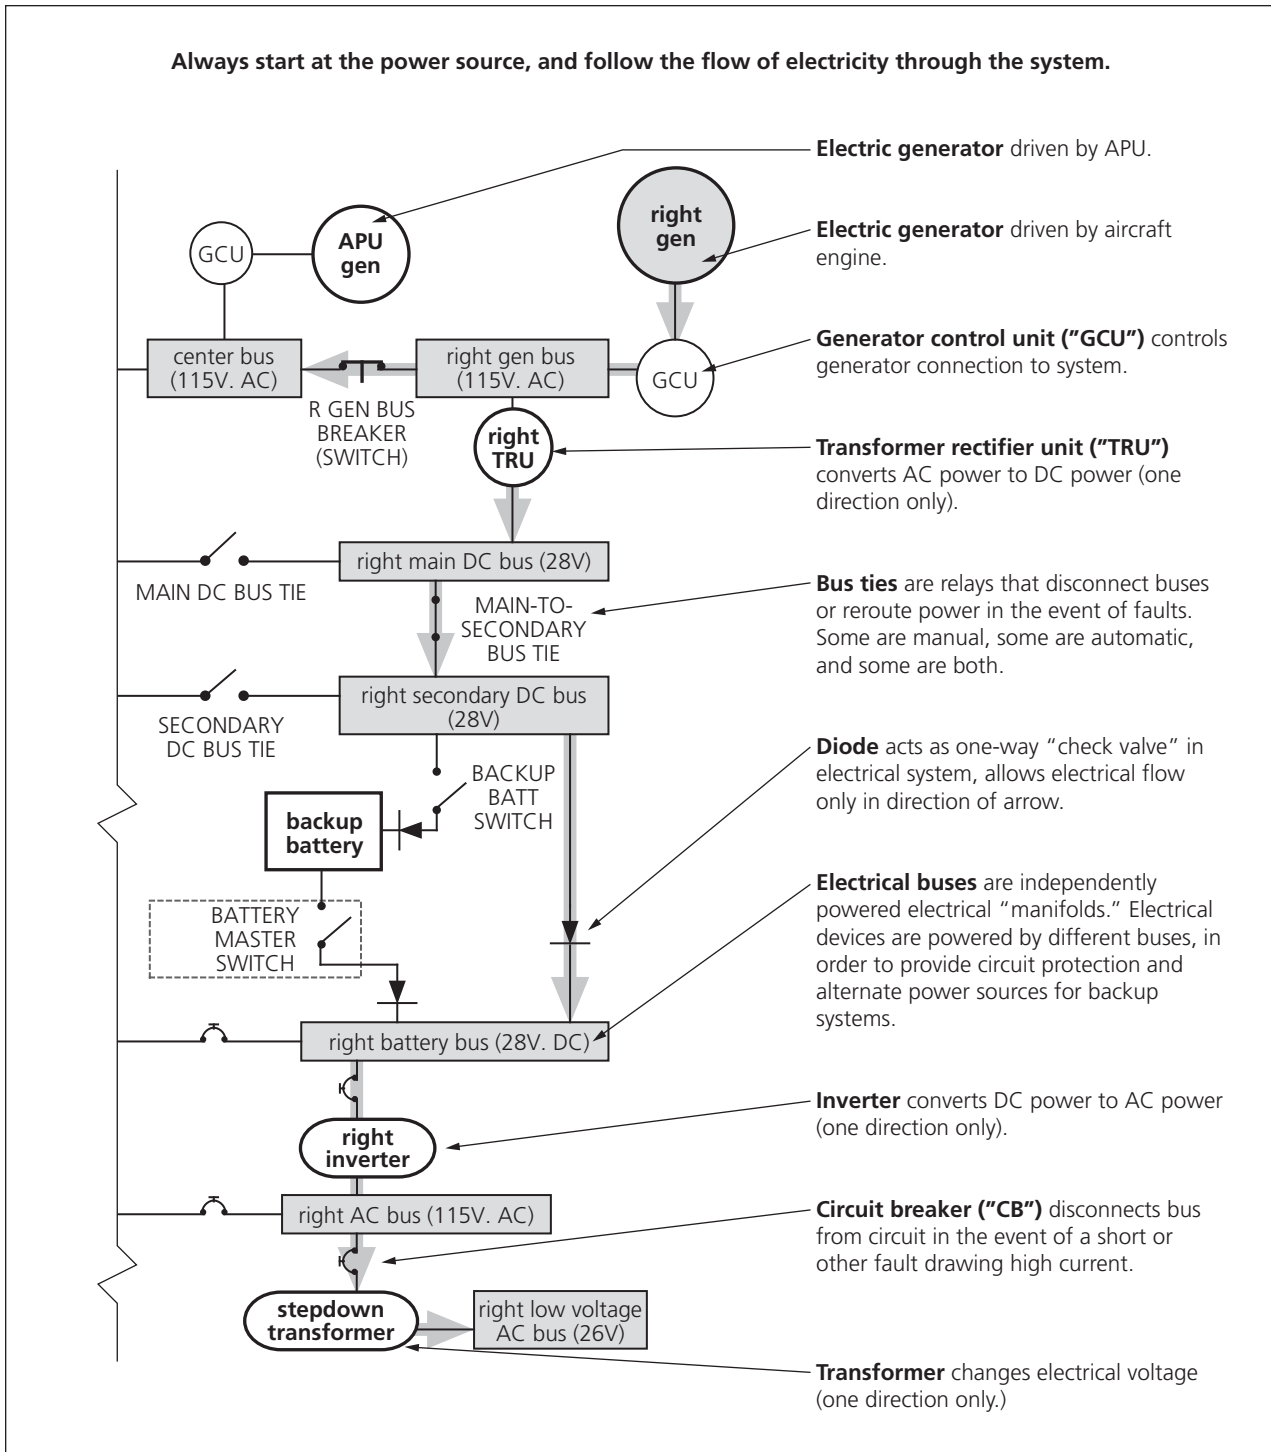 Always start at the power source, and follow the flow of electricity through the system.
Electric generator driven by APU.
right
gen
APU
gen
GCU
Electric generator driven by aircraft
engine.
center bus
(115V. AC)
right gen bus
(115V. AC)
GCU
Generator control unit ("GCU") controls
generator connection to system.
R GEN BUS
BREAKER
(SWITCH)
right
TRU
Transformer rectifier unit ("TRU")
converts AC power to DC power (one
direction only).
right main DC bus (28V)
MAIN DC BUS TIE
MAIN-TO-
SECONDARY
BUS TIE
Bus ties are relays that disconnect buses
or reroute power in the event of faults.
Some are manual, some are automatic,
and some are both.
right secondary DC bus
(28V)
SECONDARY
DC BUS TIE
BACKUP
BATT
SWITCH
Diode acts as one-way “check valve” in
electrical system, allows electrical flow
only in direction of arrow.
backup
battery
BATTERY
MASTER
SWITCH
Electrical buses are independently
powered electrical “manifolds.” Electrical
devices are powered by different buses, in
order to provide circuit protection and
alternate power sources for backup
systems.
right battery bus (28V. DC)
right
inverter
Inverter converts DC power to AC power
(one direction only).
right AC bus (115V. AC)
Circuit breaker ("CB") disconnects bus
from circuit in the event of a short or
other fault drawing high current.
stepdown
transformer
right low voltage
AC bus (26V)
Transformer changes electrical voltage
(one direction only.)